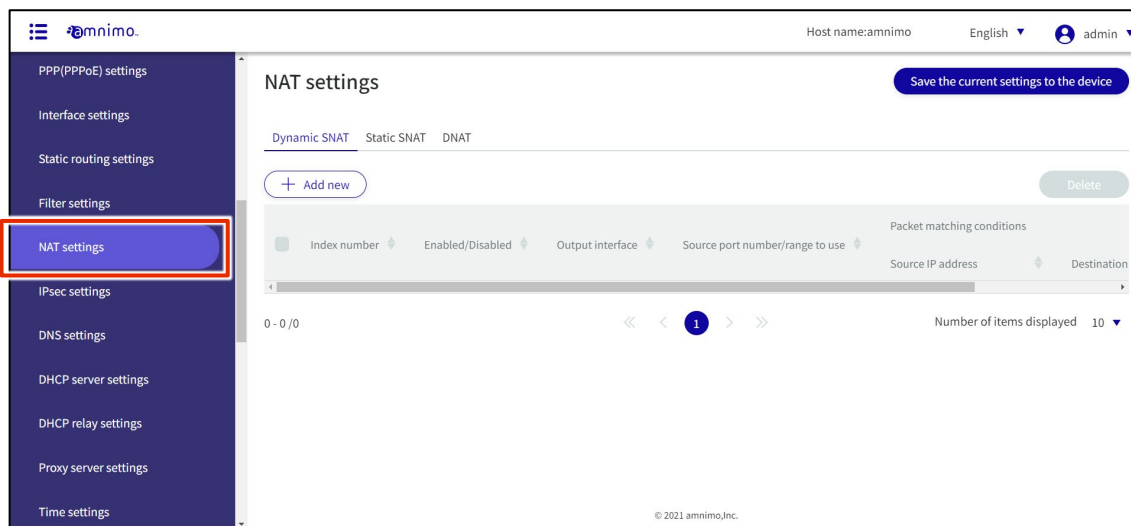 amnimo
Host name:amnimo
English
admin
PPP(PPPoE) settings
Interface settings
Static routing settings
Filter settings
NAT settings
IPsec settings
DNS settings
DHCP server settings
DHCP relay settings
Proxy server settings
Time settings
NAT settings
Save the current settings to the device
Dynamic SNAT Static SNAT DNAT
+ Add new
Delete
Index number Enabled/Disabled Output interface Source port number/range to use
Packet matching conditions
Source IP address Destination
0 - 0 /0
1
Number of items displayed 10
© 2021 amnimo,Inc.